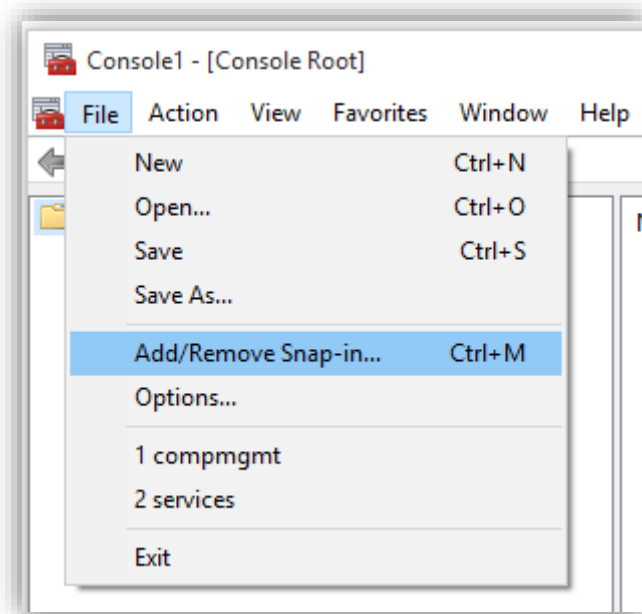 Console1 - [Console Root]
File Action View Favorites Window Help
New Ctrl+N
Open... Ctrl+O
Save Ctrl+S
Save As...
Add/Remove Snap-in... Ctrl+M
Options...
1 compmgmt
2 services
Exit